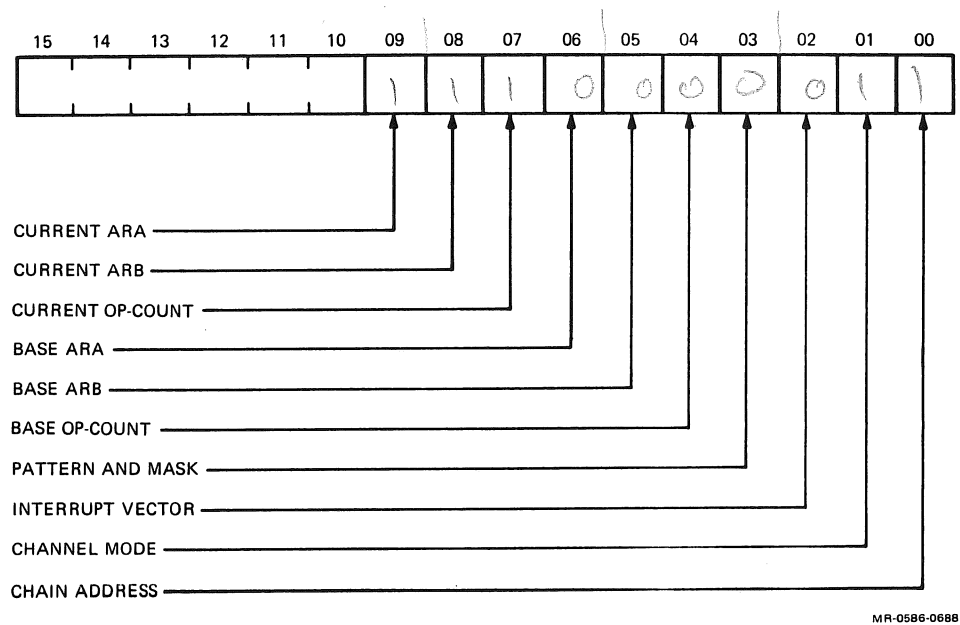 15 14 13 12 11 10 09 08 07 06 05 04 03 02 01 00
1 1 1 0 0 0 0 0 1 1
CURRENT ARA
CURRENT ARB
CURRENT OP-COUNT
BASE ARA
BASE ARB
BASE OP-COUNT
PATTERN AND MASK
INTERRUPT VECTOR
CHANNEL MODE
CHAIN ADDRESS
MR-0586-0688